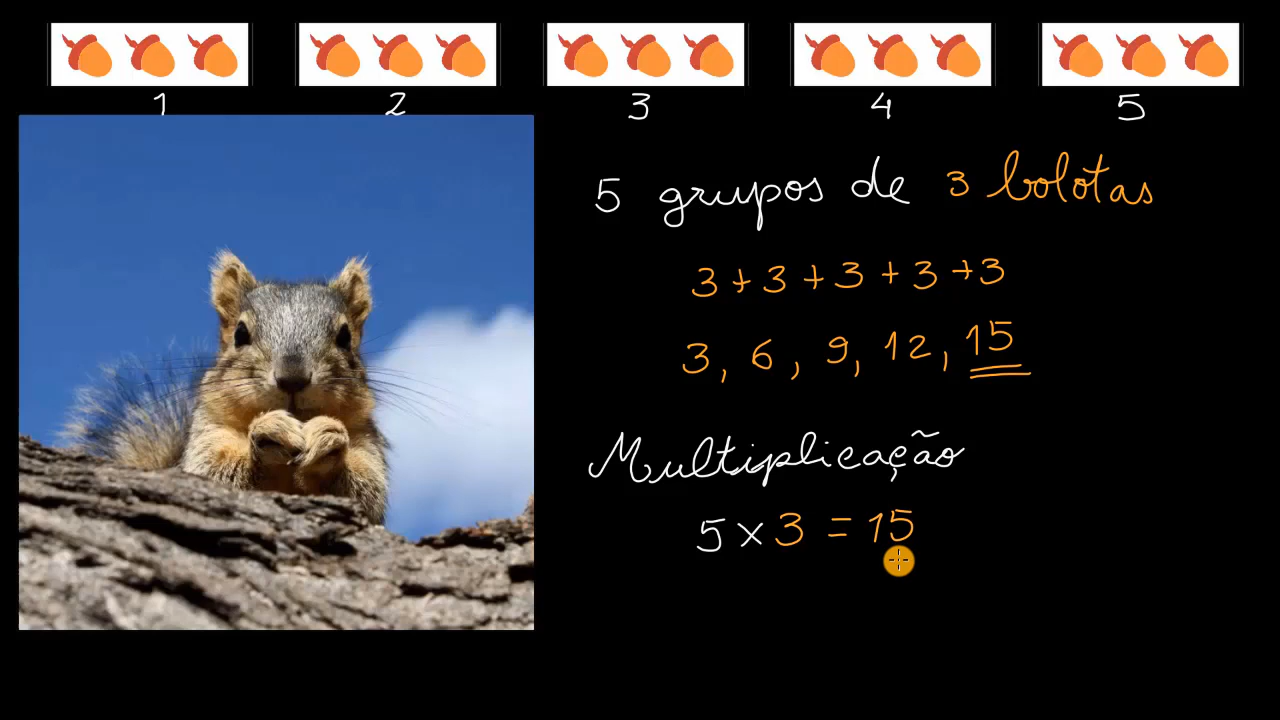 1 2 3 4 5
5 grupos de 3 bolotas
3 + 3 + 3 + 3 + 3
3, 6, 9, 12, 15
Multiplicação
5 × 3 = 15